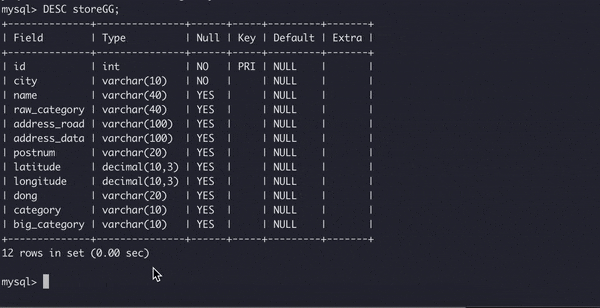 mysql> DESC storeGG;
+--------------+---------------+------+-----+---------+-------+
| Field        | Type          | Null | Key | Default | Extra |
+--------------+---------------+------+-----+---------+-------+
| id           | int           | NO   | PRI | NULL    |       |
| city         | varchar(10)   | NO   |     | NULL    |       |
| name         | varchar(40)   | YES  |     | NULL    |       |
| raw_category | varchar(40)   | YES  |     | NULL    |       |
| address_road | varchar(100)  | YES  |     | NULL    |       |
| address_data | varchar(100)  | YES  |     | NULL    |       |
| postnum      | varchar(20)   | YES  |     | NULL    |       |
| latitude     | decimal(10,3) | YES  |     | NULL    |       |
| longitude    | decimal(10,3) | YES  |     | NULL    |       |
| dong         | varchar(20)   | YES  |     | NULL    |       |
| category     | varchar(10)   | YES  |     | NULL    |       |
| big_category | varchar(10)   | YES  |     | NULL    |       |
+--------------+---------------+------+-----+---------+-------+
12 rows in set (0.00 sec)
mysql>